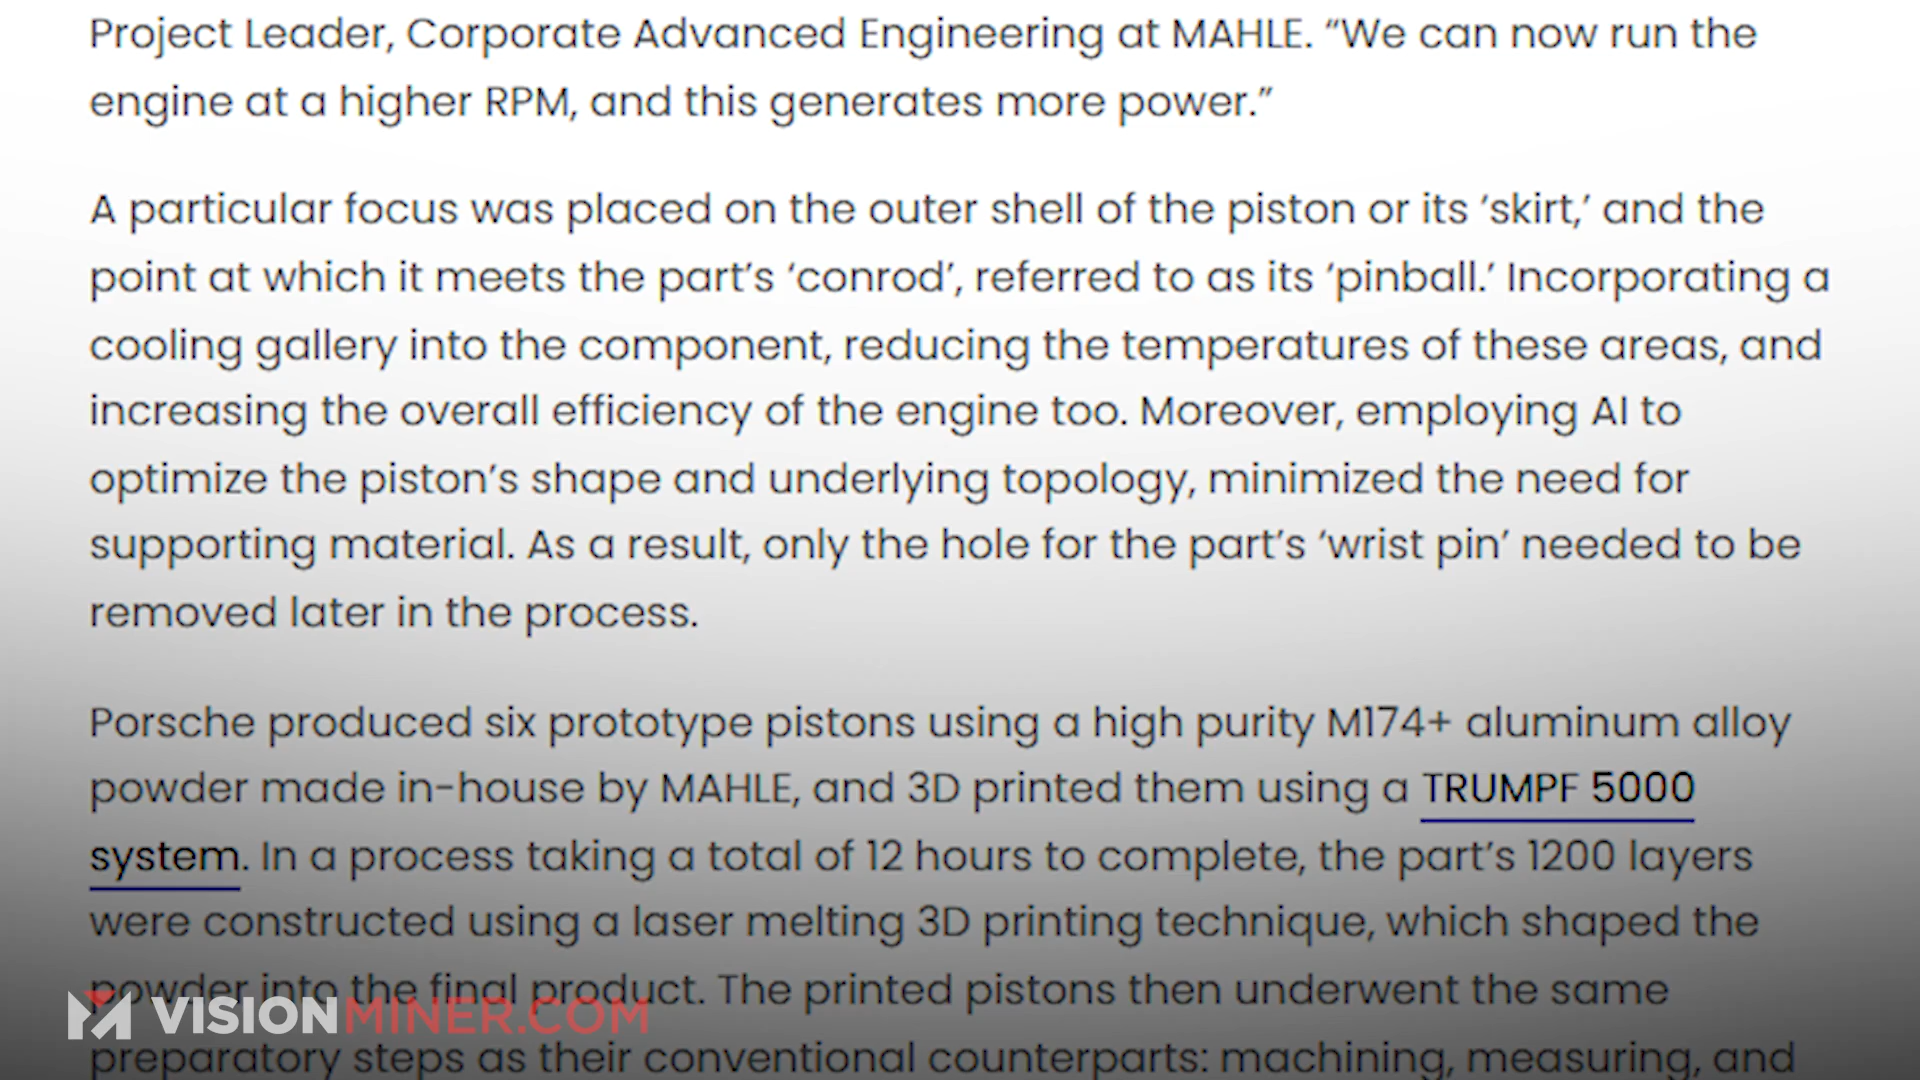 Project Leader, Corporate Advanced Engineering at MAHLE. “We can now run the
engine at a higher RPM, and this generates more power.”
A particular focus was placed on the outer shell of the piston or its ‘skirt,’ and the
point at which it meets the part’s ‘conrod’, referred to as its ‘pinball.’ Incorporating a
cooling gallery into the component, reducing the temperatures of these areas, and
increasing the overall efficiency of the engine too. Moreover, employing AI to
optimize the piston’s shape and underlying topology, minimized the need for
supporting material. As a result, only the hole for the part’s ‘wrist pin’ needed to be
removed later in the process.
Porsche produced six prototype pistons using a high purity M174+ aluminum alloy
powder made in-house by MAHLE, and 3D printed them using a TRUMPF 5000
system. In a process taking a total of 12 hours to complete, the part’s 1200 layers
were constructed using a laser melting 3D printing technique, which shaped the
powder into the final product. The printed pistons then underwent the same
VISIONMINER.COM
preparatory steps as their conventional counterparts: machining, measuring, and